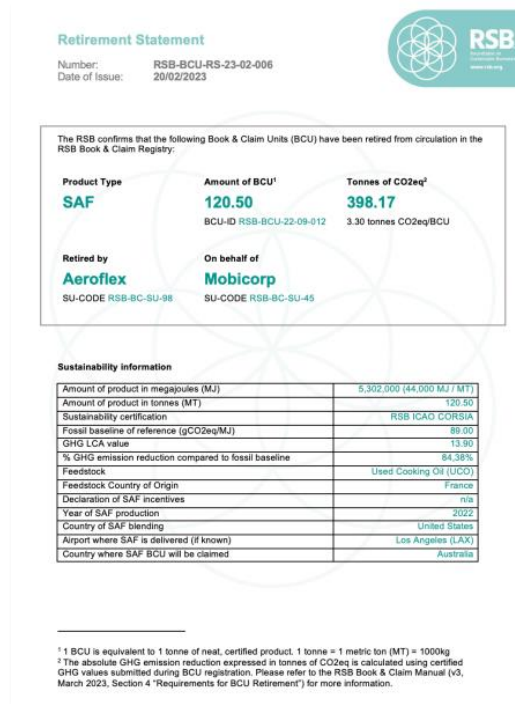 Retirement Statement
RSB
www.rsb.org
Number: RSB-BCU-RS-23-02-006
Date of Issue: 20/02/2023
The RSB confirms that the following Book & Claim Units (BCU) have been retired from circulation in the
RSB Book & Claim Registry:
Product Type Amount of BCU¹ Tonnes of CO2eq²
SAF 120.50 398.17
BCU-ID RSB-BCU-22-09-012 3.30 tonnes CO2eq/BCU
Retired by On behalf of
Aeroflex Mobicorp
SU-CODE RSB-BC-SU-98 SU-CODE RSB-BC-SU-45
Sustainability information
Amount of product in megajoules (MJ) 5,302,000 (44,000 MJ / MT)
Amount of product in tonnes (MT) 120.50
Sustainability certification RSB ICAO CORSIA
Fossil baseline of reference (gCO2eq/MJ) 89.00
GHG LCA value 13.90
% GHG emission reduction compared to fossil baseline 84,38%
Feedstock Used Cooking Oil (UCO)
Feedstock Country of Origin France
Declaration of SAF incentives n/a
Year of SAF production 2022
Country of SAF blending United States
Airport where SAF is delivered (if known) Los Angeles (LAX)
Country where SAF BCU will be claimed Australia
¹ 1 BCU is equivalent to 1 tonne of neat, certified product. 1 tonne = 1 metric ton (MT) = 1000kg
² The absolute GHG emission reduction expressed in tonnes of CO2eq is calculated using certified
GHG values submitted during BCU registration. Please refer to the RSB Book & Claim Manual (v3,
March 2023, Section 4 "Requirements for BCU Retirement") for more information.